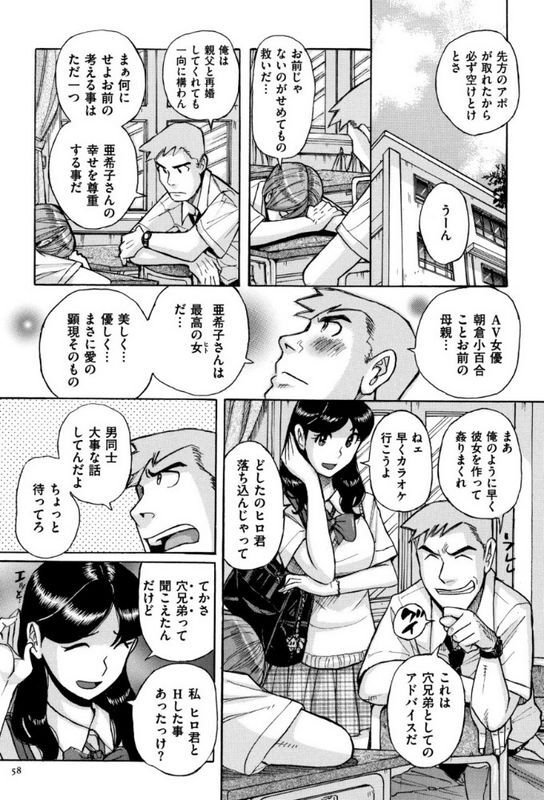 先方のアポ
が取れたから
必ず空けとけ
とさ
うーん
お前じゃ
ないのがせめてもの
救いだ…
俺は
親父と再婚
してくれても
一向に構わん
まぁ何に
せよお前の
考える事は
ただ一つ
亜希子さんの
幸せを尊重
する事だ
AV女優
朝倉小百合
ことお前の
母親…
亜希子さんは
最高の女
ヒト
だ…
美しく…
優しく…
まさに愛の
顕現そのもの
まあ
俺のように早く
彼女を作って
姦りまくれ
これは
穴兄弟としての
アドバイスだ
ねェ
早くカラオケ
行こうよ
どしたのヒロ君
落ち込んじゃって
男同士
大事な話
してんだよ
ちょっと
待ってろ
てかさ
穴兄弟って
聞こえたん
だけど
私 ヒロ君と
Hした事
あったっけ?
58